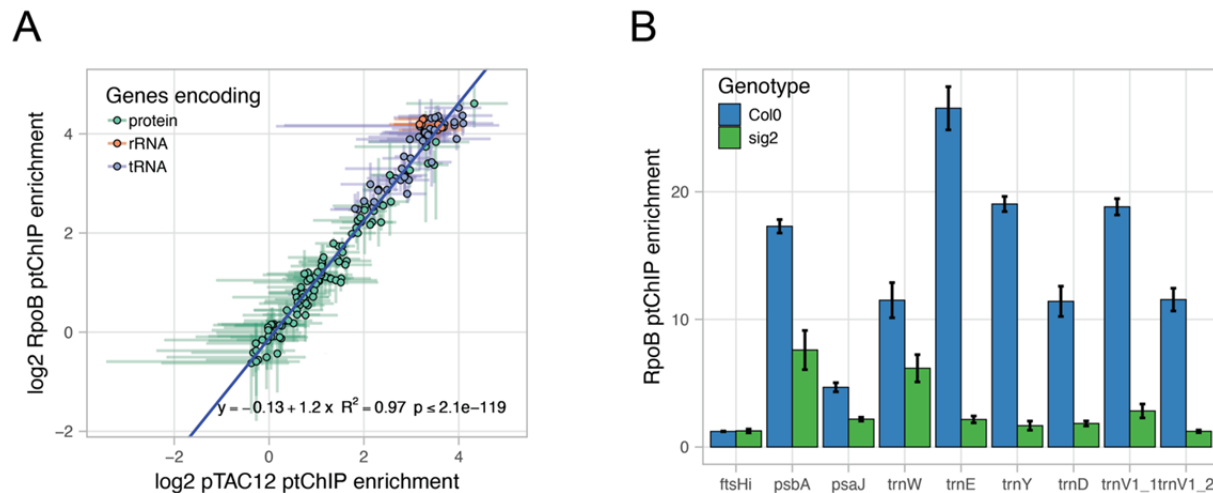 A
log2 RpoB ptChIP enrichment
4
2
0
−2
Genes encoding
protein
rRNA
tRNA
y = −0.13 + 1.2 x R² = 0.97 p ≤ 2.1e−119
−2 0 2 4
log2 pTAC12 ptChIP enrichment
B
RpoB ptChIP enrichment
20
10
0
Genotype
Col0
sig2
ftsHi psbA psaJ trnW trnE trnY trnD trnV1_1 trnV1_2